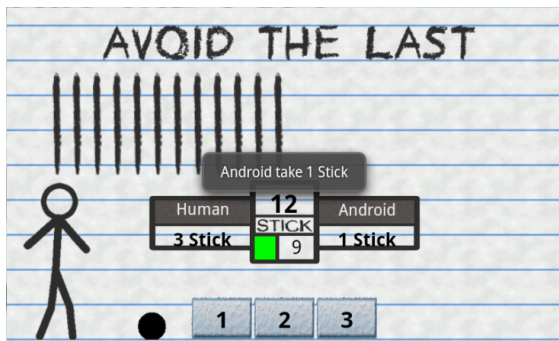 AVOID THE LAST
Android take 1 Stick
Human 12 Android
STICK
3 Stick 9 1 Stick
1 2 3